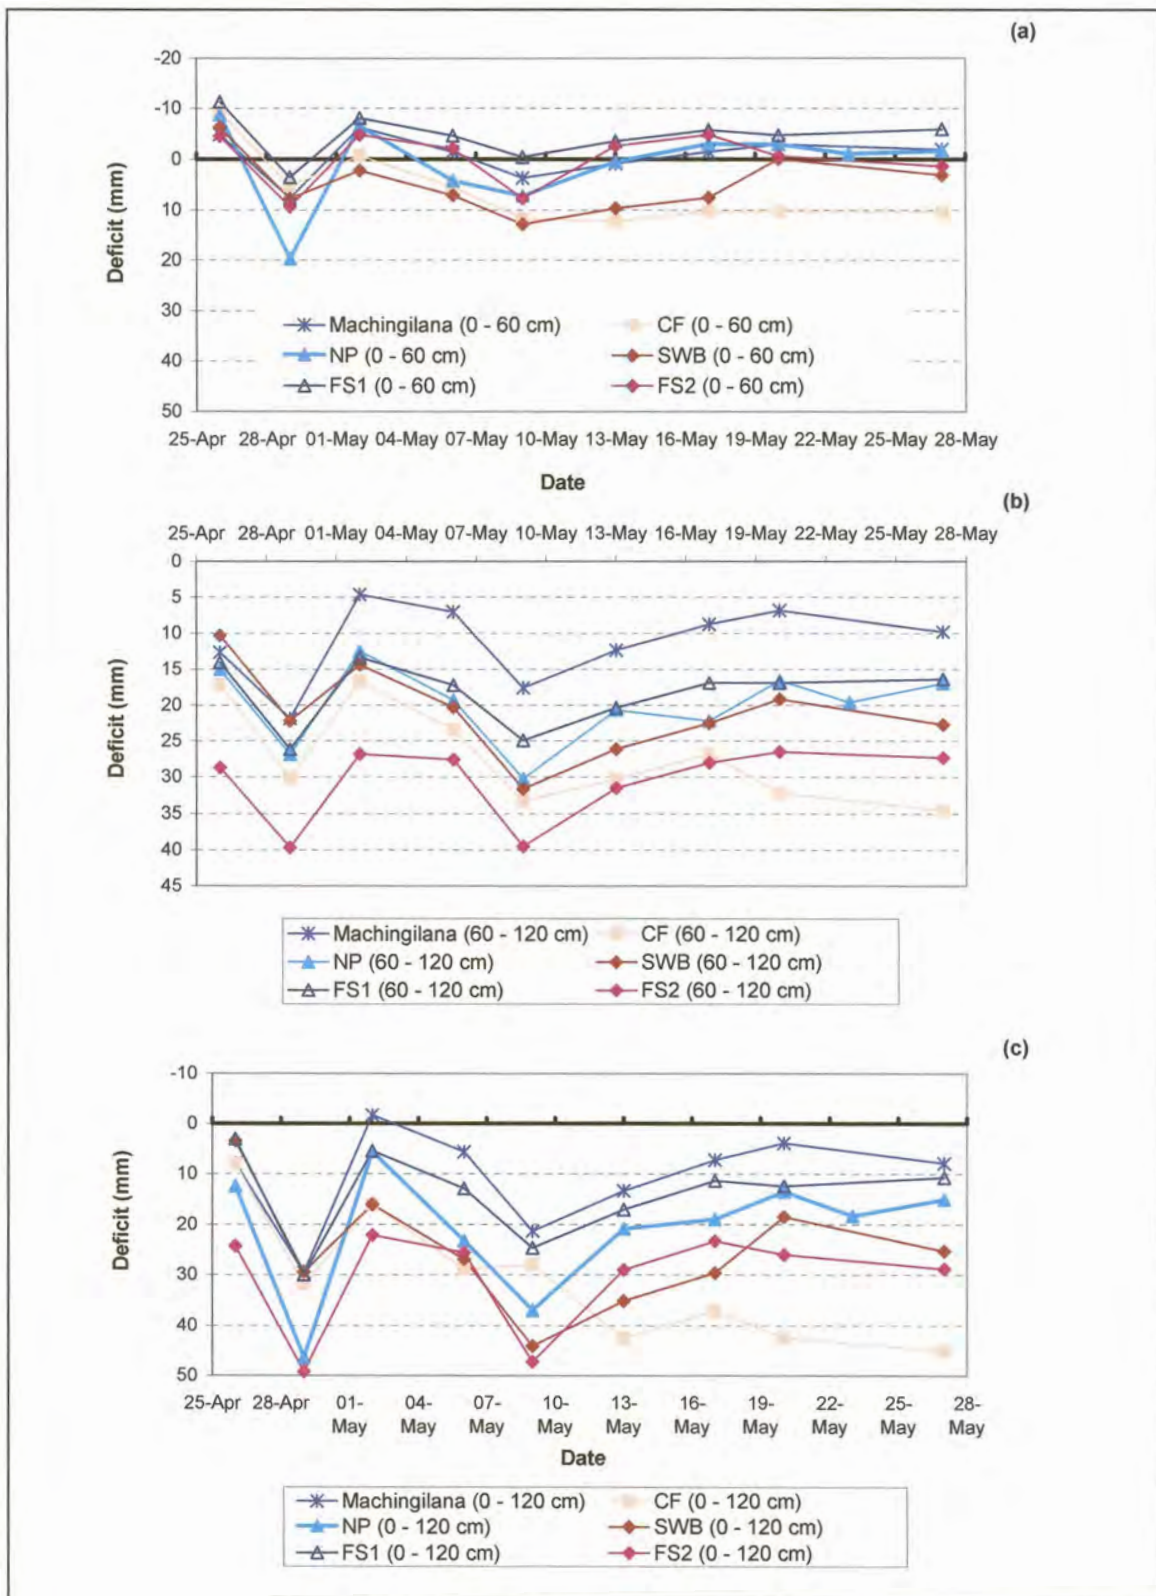 (a)
-20
-10
0
10
20
30
40
50
Deficit (mm)
Machingilana (0 - 60 cm) CF (0 - 60 cm)
NP (0 - 60 cm) SWB (0 - 60 cm)
FS1 (0 - 60 cm) FS2 (0 - 60 cm)
25-Apr 28-Apr 01-May 04-May 07-May 10-May 13-May 16-May 19-May 22-May 25-May 28-May
Date
(b)
25-Apr 28-Apr 01-May 04-May 07-May 10-May 13-May 16-May 19-May 22-May 25-May 28-May
0
5
10
15
20
25
30
35
40
45
Deficit (mm)
Machingilana (60 - 120 cm) CF (60 - 120 cm)
NP (60 - 120 cm) SWB (60 - 120 cm)
FS1 (60 - 120 cm) FS2 (60 - 120 cm)
(c)
-10
0
10
20
30
40
50
Deficit (mm)
25-Apr 28-Apr 01- 04- 07- 10- 13- 16- 19- 22- 25- 28-
May May May May May May May May May May
Date
Machingilana (0 - 120 cm) CF (0 - 120 cm)
NP (0 - 120 cm) SWB (0 - 120 cm)
FS1 (0 - 120 cm) FS2 (0 - 120 cm)